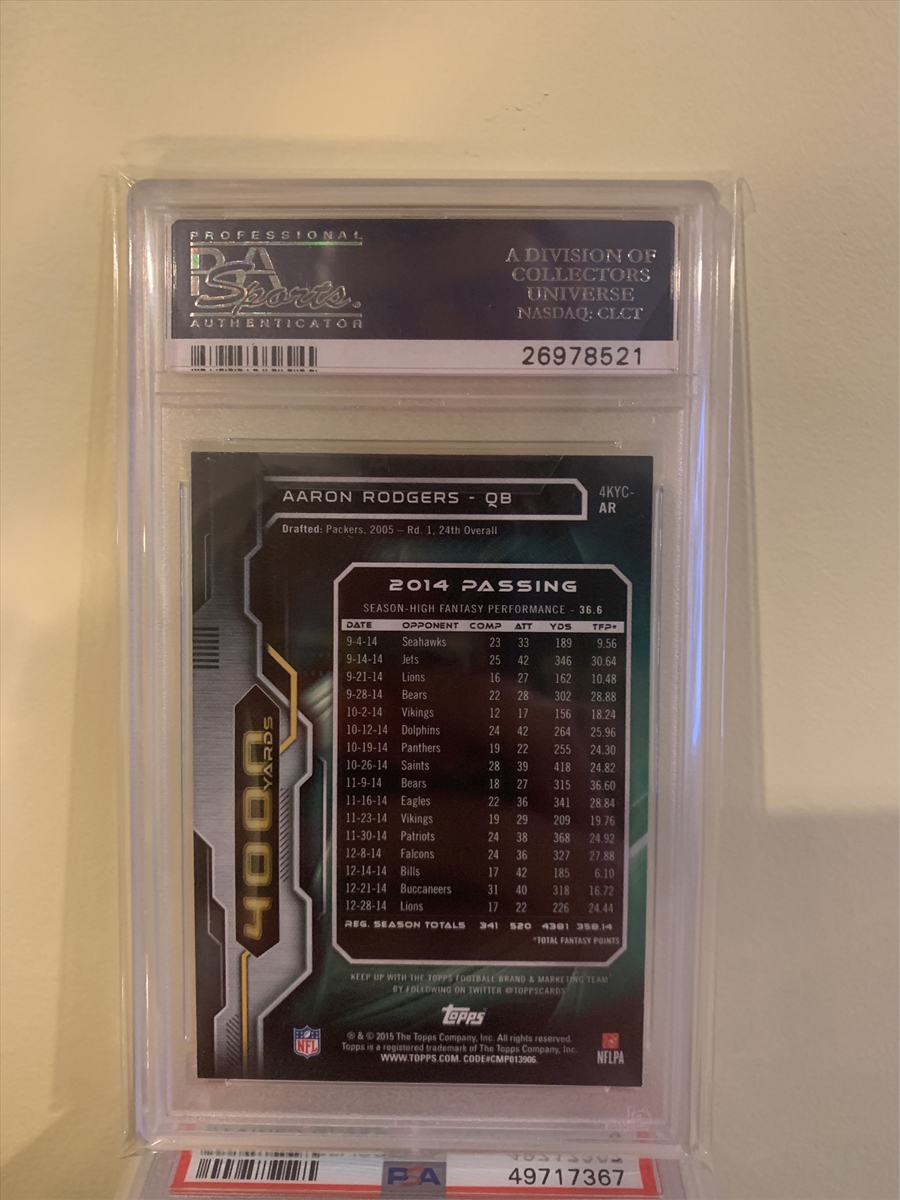 PROFESSIONAL
PSA
Sports.
AUTHENTICATOR
A DIVISION OF
COLLECTORS
UNIVERSE
NASDAQ: CLCT
26978521
AARON RODGERS - QB
4KYC-
AR
Drafted: Packers, 2005 – Rd. 1, 24th Overall
4000
YARDS
2014 PASSING
SEASON-HIGH FANTASY PERFORMANCE - 36.6
DATE OPPONENT COMP ATT YDS TFP*
9-4-14 Seahawks 23 33 189 9.56
9-14-14 Jets 25 42 346 30.64
9-21-14 Lions 16 27 162 10.48
9-28-14 Bears 22 28 302 28.88
10-2-14 Vikings 12 17 156 18.24
10-12-14 Dolphins 24 42 264 25.96
10-19-14 Panthers 19 22 255 24.30
10-26-14 Saints 28 39 418 24.82
11-9-14 Bears 18 27 315 36.60
11-16-14 Eagles 22 36 341 28.84
11-23-14 Vikings 19 29 209 19.76
11-30-14 Patriots 24 38 368 24.92
12-8-14 Falcons 24 36 327 27.88
12-14-14 Bills 17 42 185 6.10
12-21-14 Buccaneers 31 40 318 16.72
12-28-14 Lions 17 22 226 24.44
REG. SEASON TOTALS 341 520 4381 358.14
*TOTAL FANTASY POINTS
KEEP UP WITH THE TOPPS FOOTBALL BRAND & MARKETING TEAM
BY FOLLOWING ON TWITTER @TOPPSCARDS
Topps
® & © 2015 The Topps Company, Inc. All rights reserved.
Topps is a registered trademark of The Topps Company, Inc.
WWW.TOPPS.COM. CODE#CMP013906
NFL
NFLPA
PSA
49717367